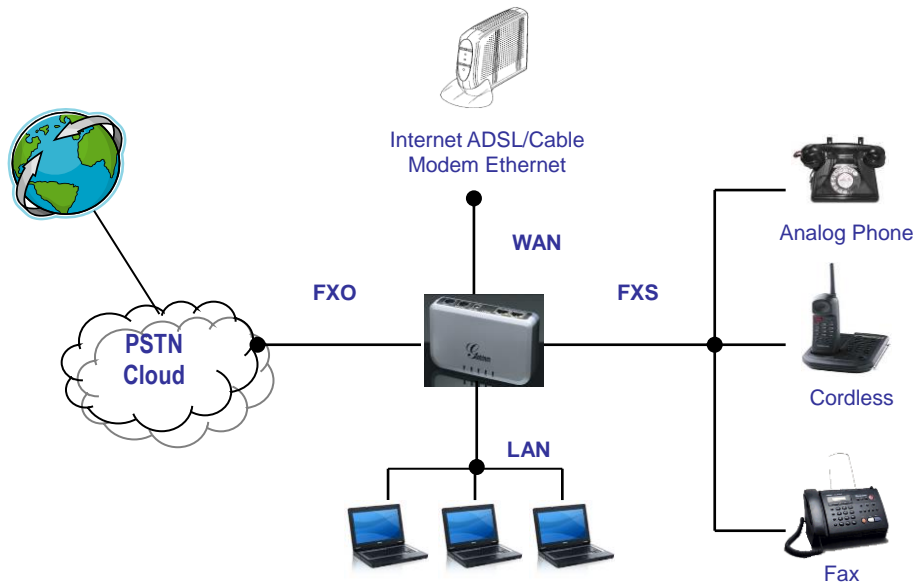 Internet ADSL/Cable
Modem Ethernet
WAN
FXO
FXS
PSTN
Cloud
LAN
Analog Phone
Cordless
Fax